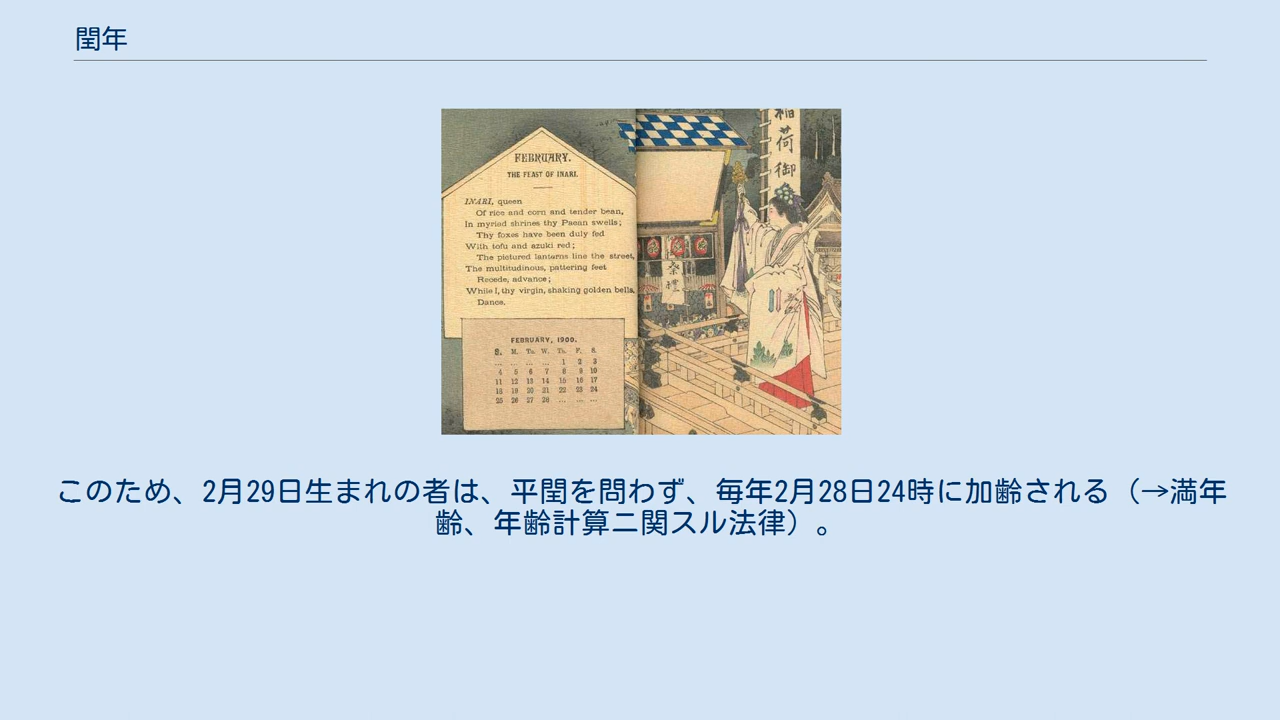 閏年
FEBRUARY.
THE FEAST OF INARI.
INARI, queen
Of rice and corn and tender bean,
In myriad shrines thy Paean swells;
Thy foxes have been duly fed
With tofu and azuki red;
The pictured lanterns line the street,
The multitudinous, pattering feet
Recede, advance;
While I, thy virgin, shaking golden bells,
Dance.
FEBRUARY, 1900.
S. M. Tu. W. Th. F. S.
... ... ... ... 1 2 3
4 5 6 7 8 9 10
11 12 13 14 15 16 17
18 19 20 21 22 23 24
25 26 27 28 ... ... ...
稲荷御
祭禮
このため、2月29日生まれの者は、平閏を問わず、毎年2月28日24時に加齢される（→満年
齢、年齢計算ニ関スル法律）。